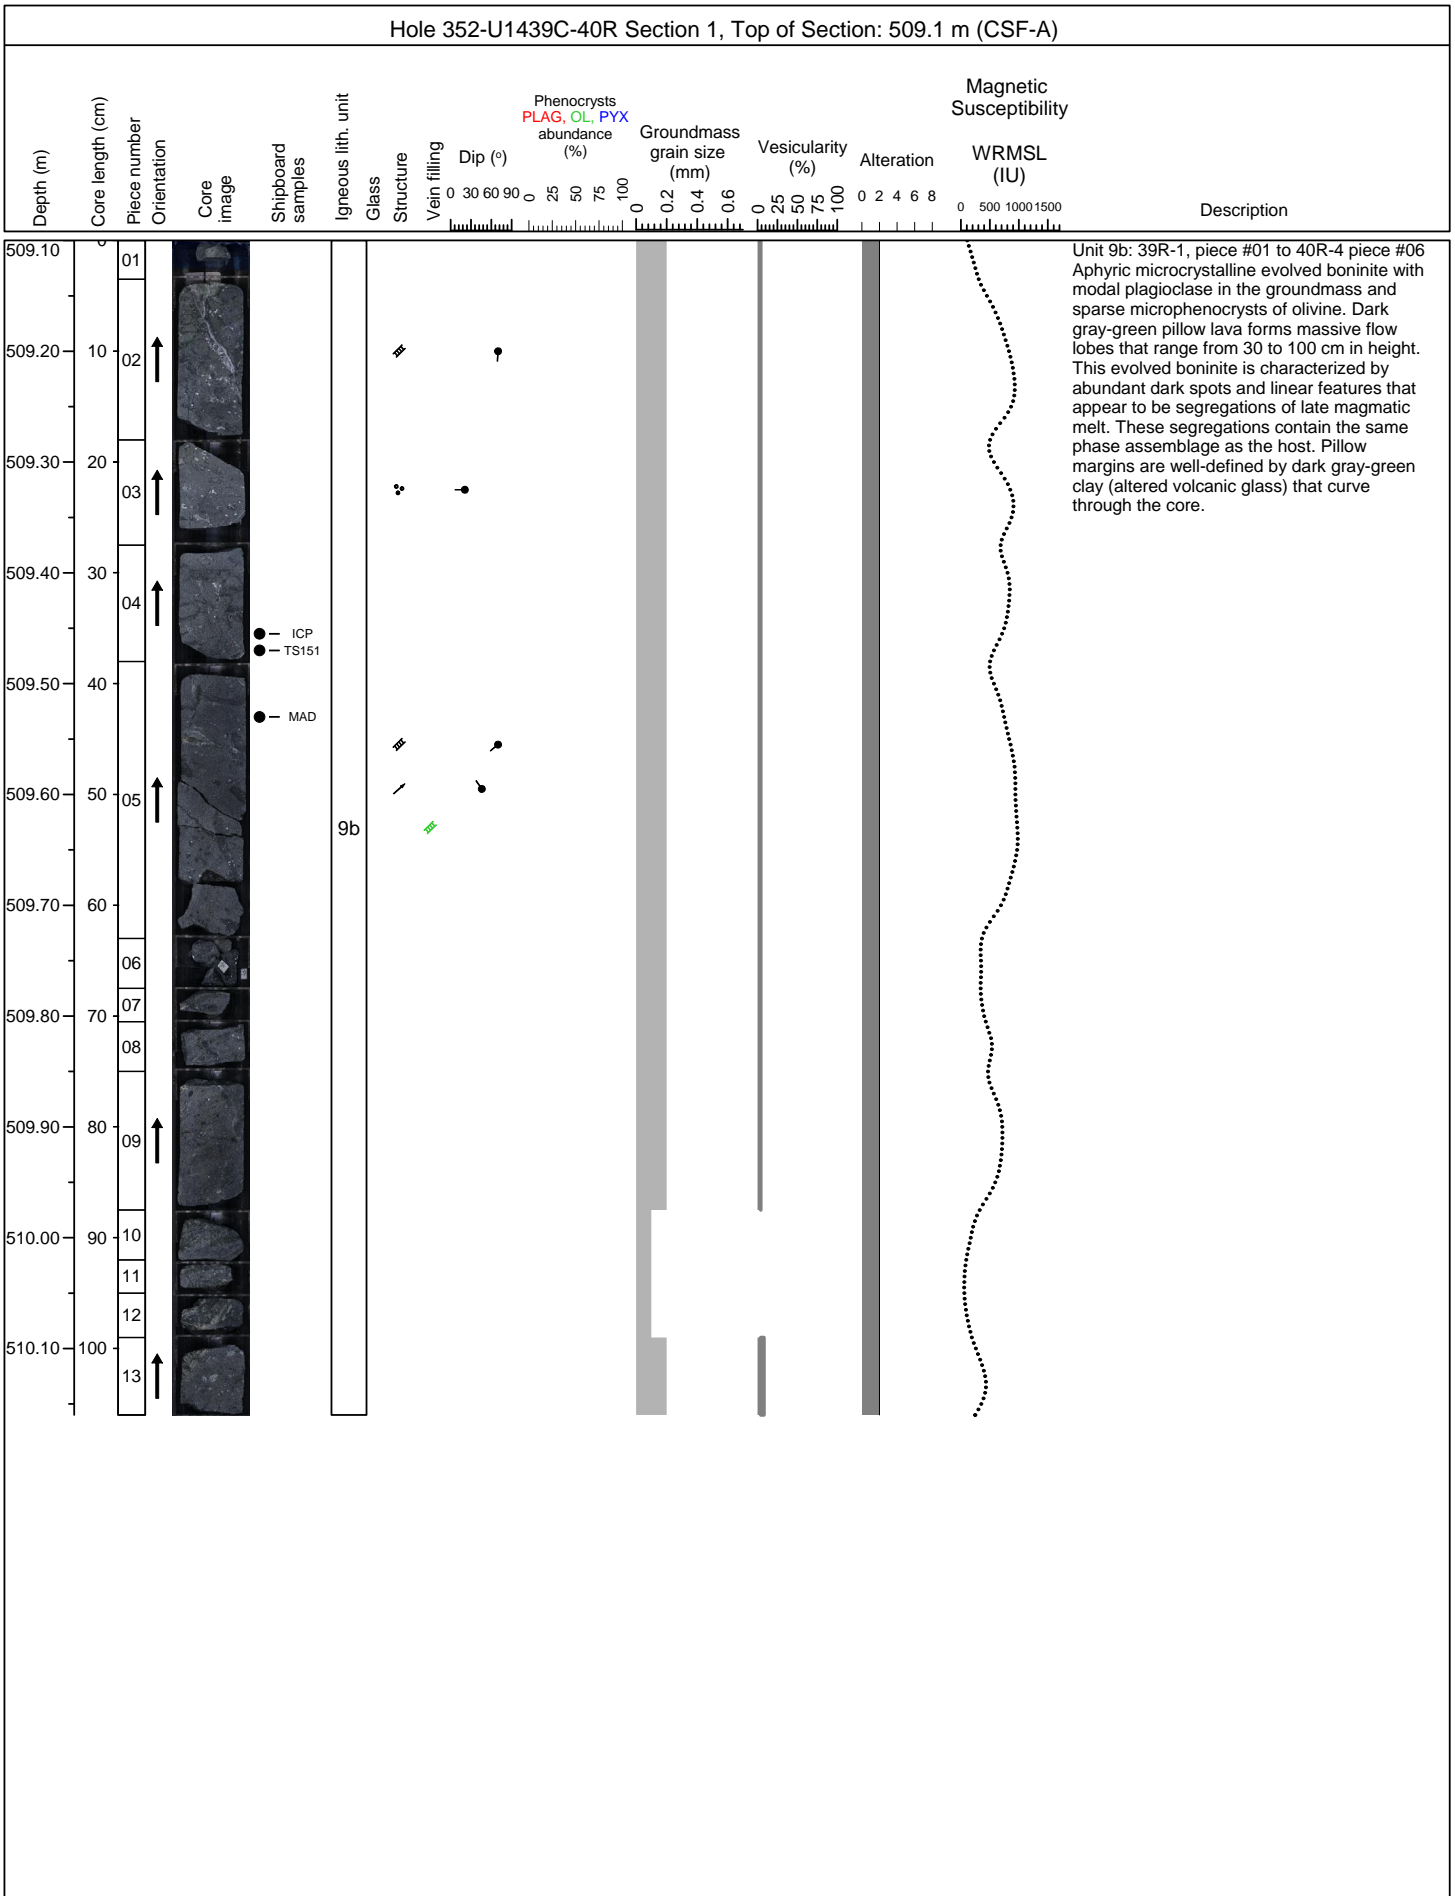 Hole 352-U1439C-40R Section 1, Top of Section: 509.1 m (CSF-A)
Depth (m)
Core length (cm)
Piece number
Orientation
Core image
Shipboard samples
Igneous lith. unit
Glass
Structure
Vein filling
Dip (o)
0 30 60 90
Phenocrysts
PLAG, OL, PYX
abundance
(%)
0 25 50 75 100
Groundmass
grain size
(mm)
0 0.2 0.4 0.6
Vesicularity
(%)
0 25 50 75 100
Alteration
0 2 4 6 8
Magnetic
Susceptibility
WRMSL
(IU)
0 500 1000 1500
Description
509.10 0 01
509.20 10 02
509.30 20 03
509.40 30 04
ICP
TS151
509.50 40
MAD
509.60 50 05
9b
509.70 60
06
07
509.80 70
08
509.90 80 09
510.00 90 10
11
12
510.10 100
13
Unit 9b: 39R-1, piece #01 to 40R-4 piece #06
Aphyric microcrystalline evolved boninite with
modal plagioclase in the groundmass and
sparse microphenocrysts of olivine. Dark
gray-green pillow lava forms massive flow
lobes that range from 30 to 100 cm in height.
This evolved boninite is characterized by
abundant dark spots and linear features that
appear to be segregations of late magmatic
melt. These segregations contain the same
phase assemblage as the host. Pillow
margins are well-defined by dark gray-green
clay (altered volcanic glass) that curve
through the core.